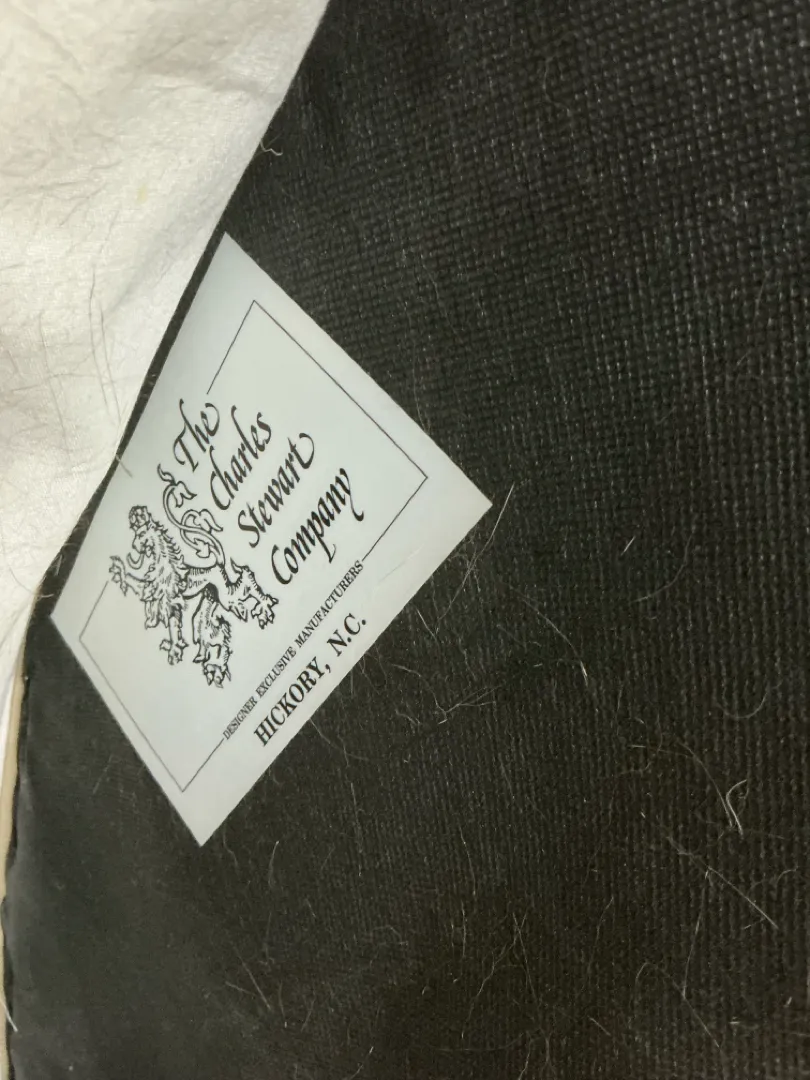 The
Charles
Stewart
Company
DESIGNER EXCLUSIVE MANUFACTURERS
HICKORY, N.C.